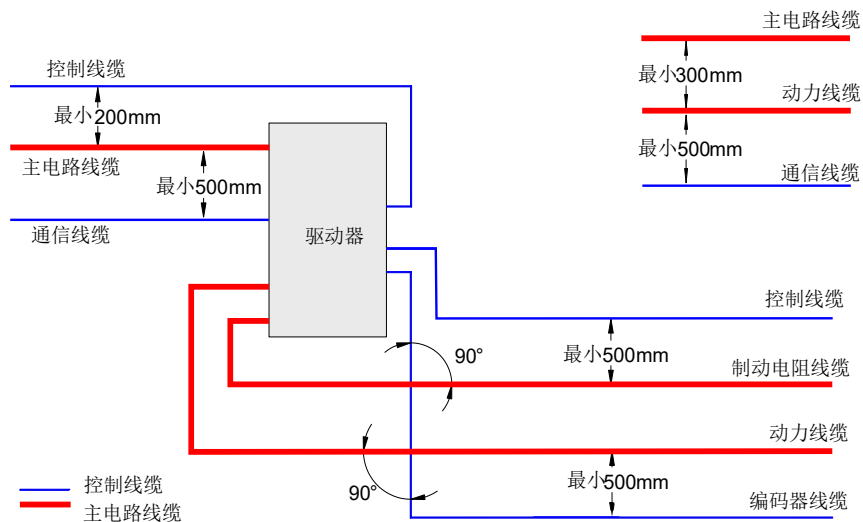 主电路线缆
控制线缆
最小300mm
最小200mm
动力线缆
最小500mm
主电路线缆
最小500mm
通信线缆
通信线缆
驱动器
控制线缆
90°
最小500mm
制动电阻线缆
动力线缆
最小500mm
90°
控制线缆
编码器线缆
主电路线缆